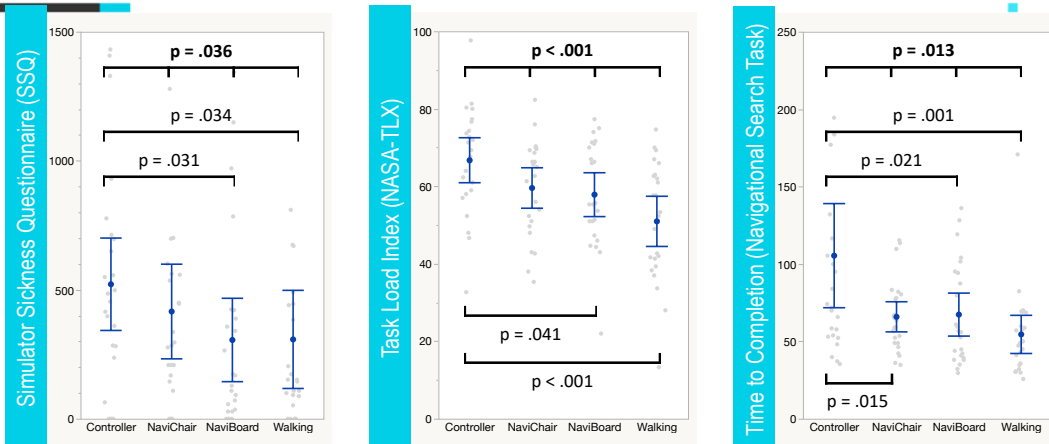 Simulator Sickness Questionnaire (SSQ)
1500
1000
500
0
p = .036
p = .034
p = .031
Controller NaviChair NaviBoard Walking
Task Load Index (NASA-TLX)
100
80
60
40
20
0
p < .001
p = .041
p < .001
Controller NaviChair NaviBoard Walking
Time to Completion (Navigational Search Task)
250
200
150
100
50
0
p = .013
p = .001
p = .021
p = .015
Controller NaviChair NaviBoard Walking